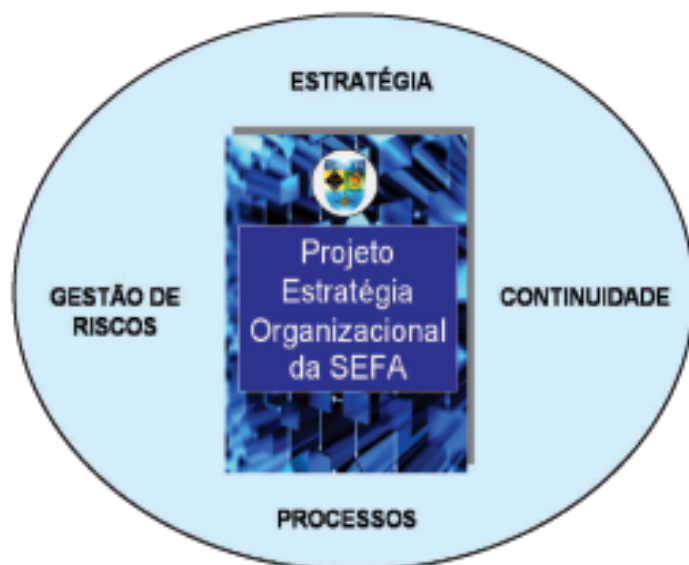 ESTRATÉGIA
Projeto
Estratégia
Organizacional
da SEFA
GESTÃO DE
RISCOS
CONTINUIDADE
PROCESSOS